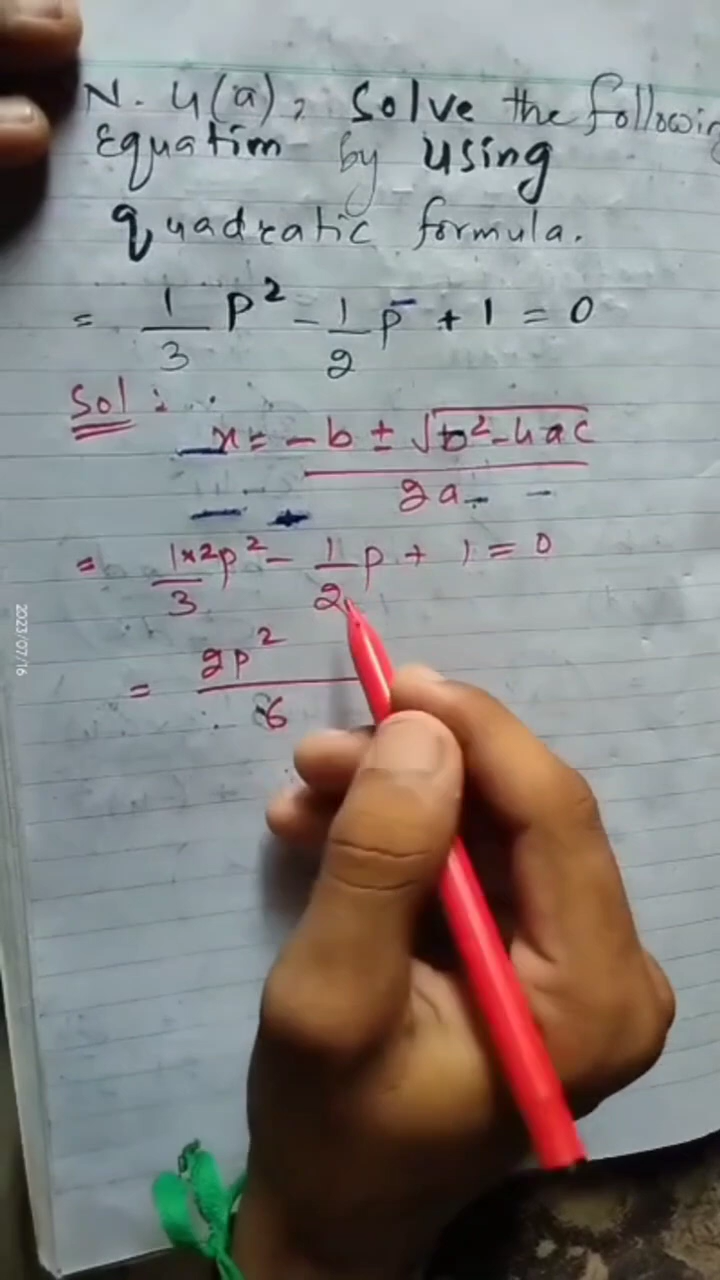 N. 4(a), Solve the followin
Equation by using
quadratic formula.
= 1/3 p² - 1/2 p + 1 = 0
Sol :
x = -b ± √b²-4ac / 2a
= 1×2/3 p² - 1/2 p + 1 = 0
= 2p² / 6
2023/07/16